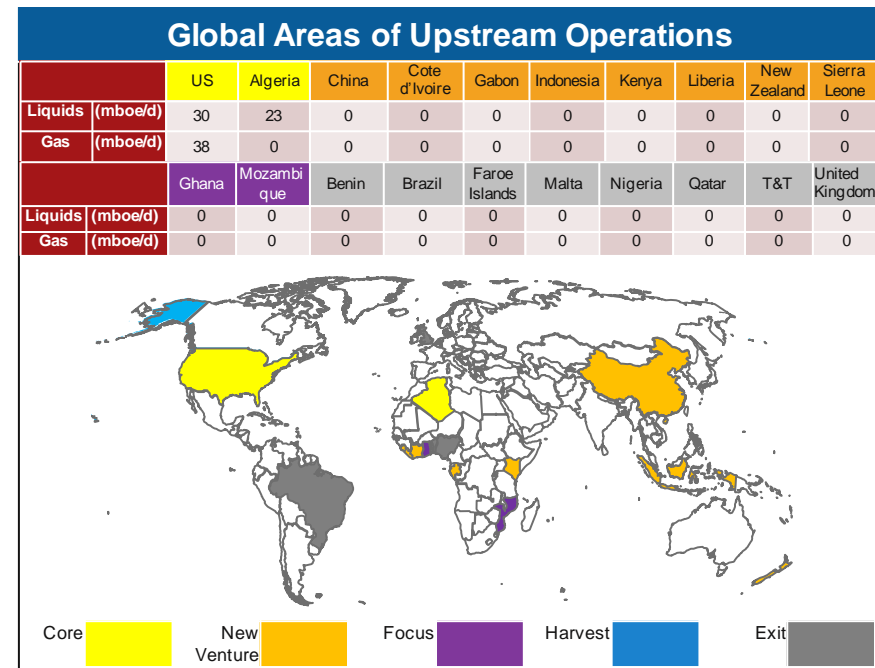 Global Areas of Upstream Operations
US Algeria China Cote d'Ivoire Gabon Indonesia Kenya Liberia New Zealand Sierra Leone
Liquids (mboe/d) 30 23 0 0 0 0 0 0 0 0
Gas (mboe/d) 38 0 0 0 0 0 0 0 0 0
Ghana Mozambi que Benin Brazil Faroe Islands Malta Nigeria Qatar T&T United Kingdom
Liquids (mboe/d) 0 0 0 0 0 0 0 0 0 0
Gas (mboe/d) 0 0 0 0 0 0 0 0 0 0
Core New Venture Focus Harvest Exit